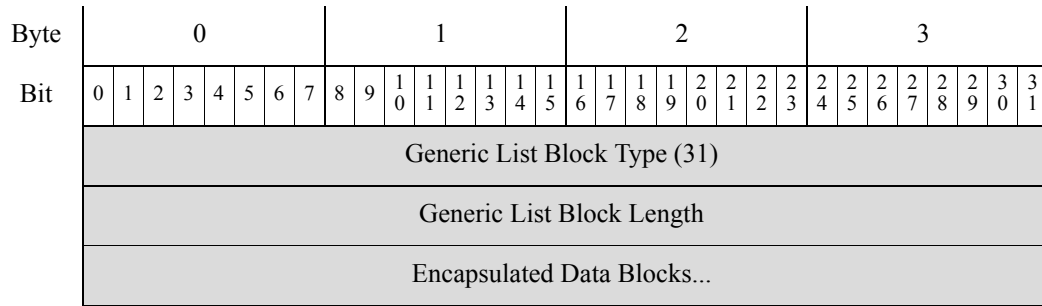 Byte 0 1 2 3
Bit 0 1 2 3 4 5 6 7 8 9 10 11 12 13 14 15 16 17 18 19 20 21 22 23 24 25 26 27 28 29 30 31
Generic List Block Type (31)
Generic List Block Length
Encapsulated Data Blocks...